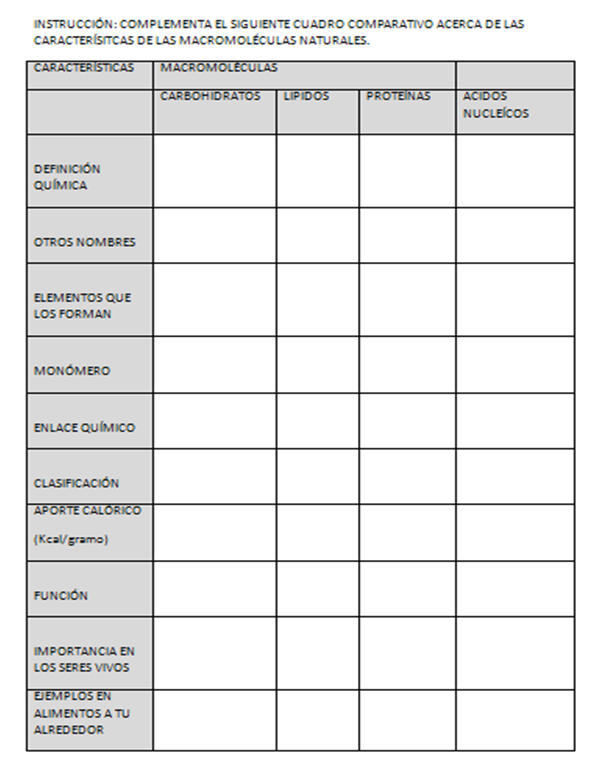 INSTRUCCIÓN: COMPLEMENTA EL SIGUIENTE CUADRO COMPARATIVO ACERCA DE LAS
CARACTERÍSITCAS DE LAS MACROMOLÉCULAS NATURALES.
CARACTERÍSTICAS MACROMOLÉCULAS
CARBOHIDRATOS LIPIDOS PROTEÍNAS ACIDOS
NUCLEÍCOS
DEFINICIÓN
QUÍMICA
OTROS NOMBRES
ELEMENTOS QUE
LOS FORMAN
MONÓMERO
ENLACE QUÍMICO
CLASIFICACIÓN
APORTE CALÓRICO
(Kcal/gramo)
FUNCIÓN
IMPORTANCIA EN
LOS SERES VIVOS
EJEMPLOS EN
ALIMENTOS A TU
ALREDEDOR